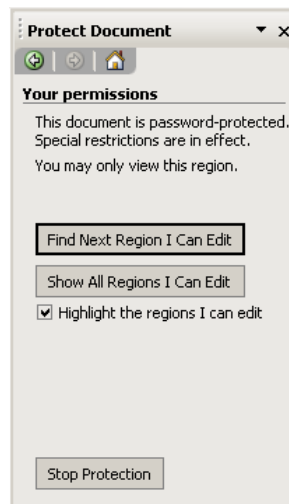 Protect Document
Your permissions
This document is password-protected.
Special restrictions are in effect.
You may only view this region.
Find Next Region I Can Edit
Show All Regions I Can Edit
Highlight the regions I can edit
Stop Protection